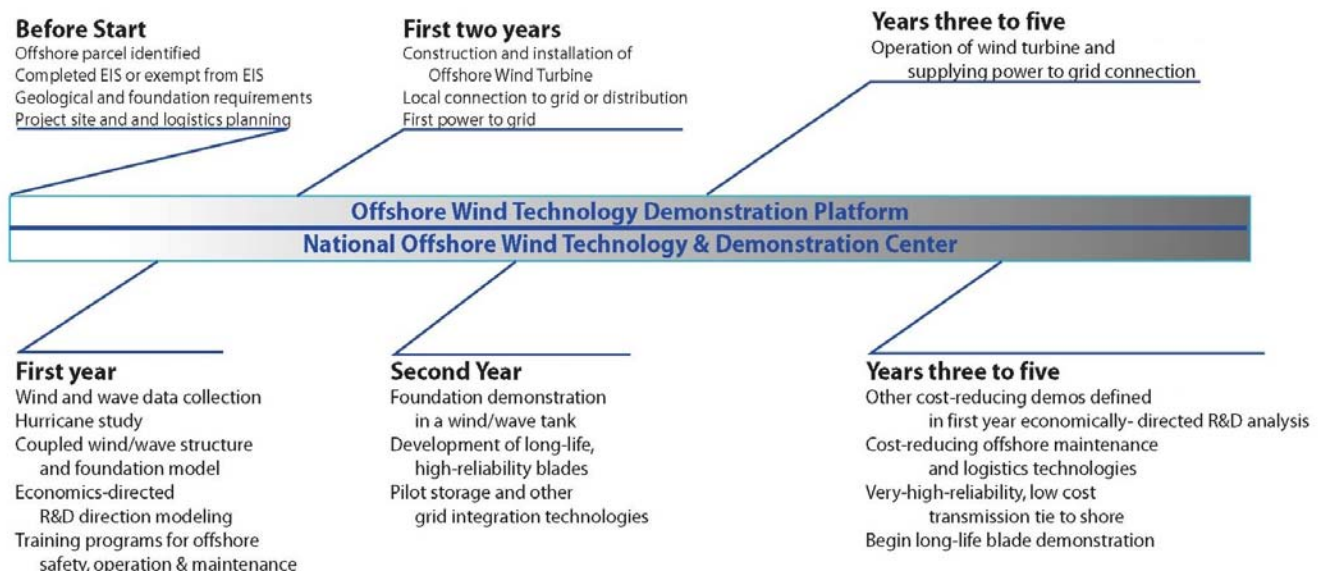 Before Start
Offshore parcel identified
Completed EIS or exempt from EIS
Geological and foundation requirements
Project site and and logistics planning
First two years
Construction and installation of
Offshore Wind Turbine
Local connection to grid or distribution
First power to grid
Years three to five
Operation of wind turbine and
supplying power to grid connection
Offshore Wind Technology Demonstration Platform
National Offshore Wind Technology & Demonstration Center
First year
Wind and wave data collection
Hurricane study
Coupled wind/wave structure
and foundation model
Economics-directed
R&D direction modeling
Training programs for offshore
safety, operation & maintenance
Second Year
Foundation demonstration
in a wind/wave tank
Development of long-life,
high-reliability blades
Pilot storage and other
grid integration technologies
Years three to five
Other cost-reducing demos defined
in first year economically- directed R&D analysis
Cost-reducing offshore maintenance
and logistics technologies
Very-high-reliability, low cost
transmission tie to shore
Begin long-life blade demonstration